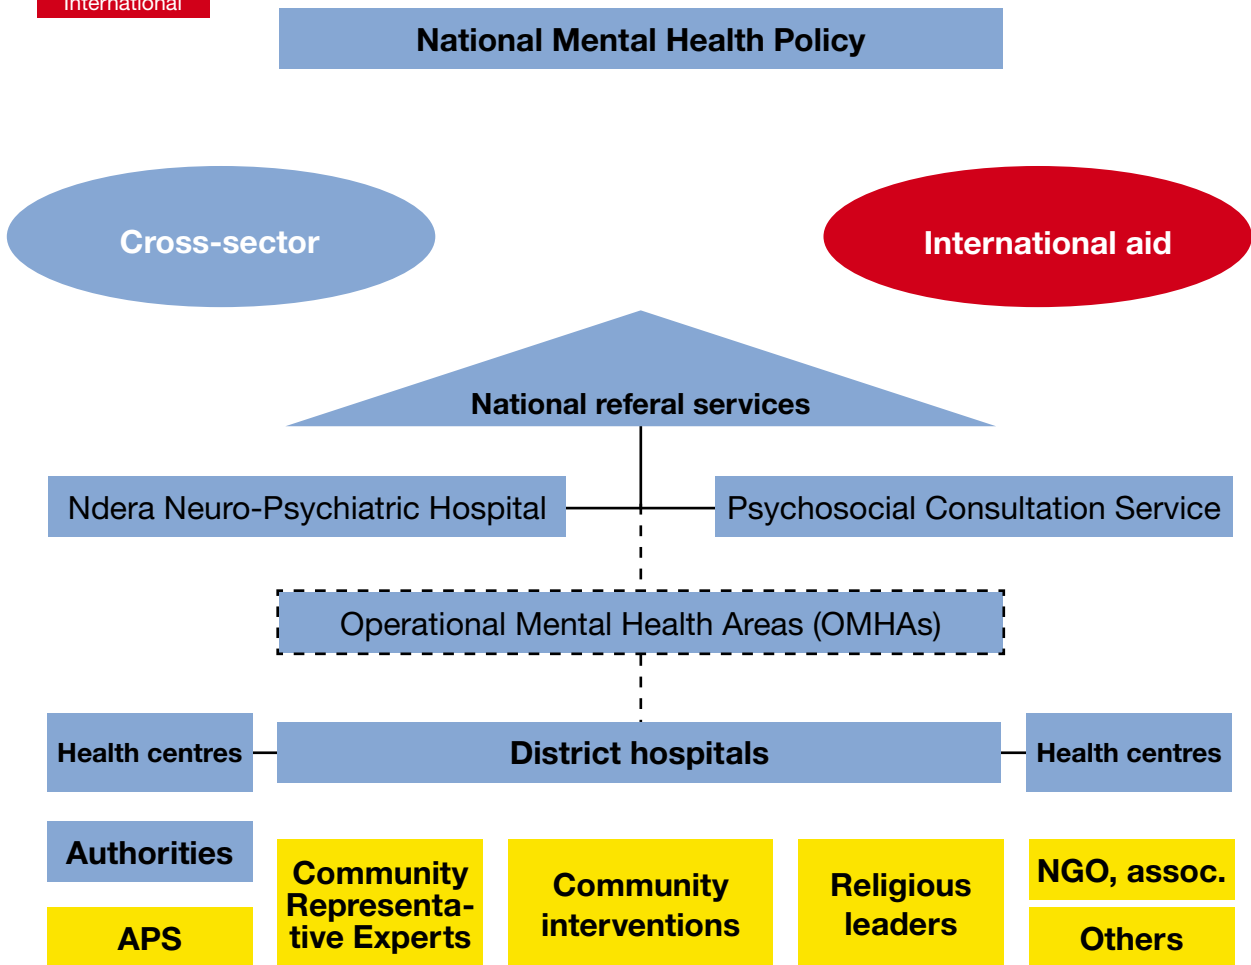 International
National Mental Health Policy
Cross-sector
International aid
National referal services
Ndera Neuro-Psychiatric Hospital
Psychosocial Consultation Service
Operational Mental Health Areas (OMHAs)
Health centres
District hospitals
Health centres
Authorities
APS
Community
Representa-
tive Experts
Community
interventions
Religious
leaders
NGO, assoc.
Others